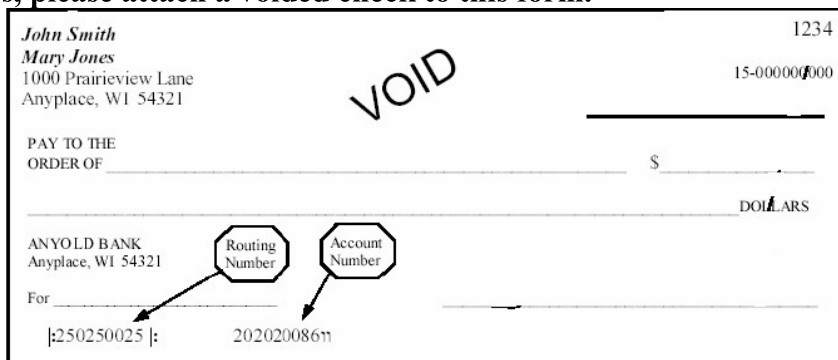 s, please attach a voided check to this form.
John Smith
Mary Jones
1000 Prairieview Lane
Anyplace, WI 54321
1234
15-000000/000
VOID
PAY TO THE
ORDER OF
$
DOLLARS
ANYOLD BANK
Anyplace, WI 54321
Routing
Number
Account
Number
For
|:250250025 |: 202020086